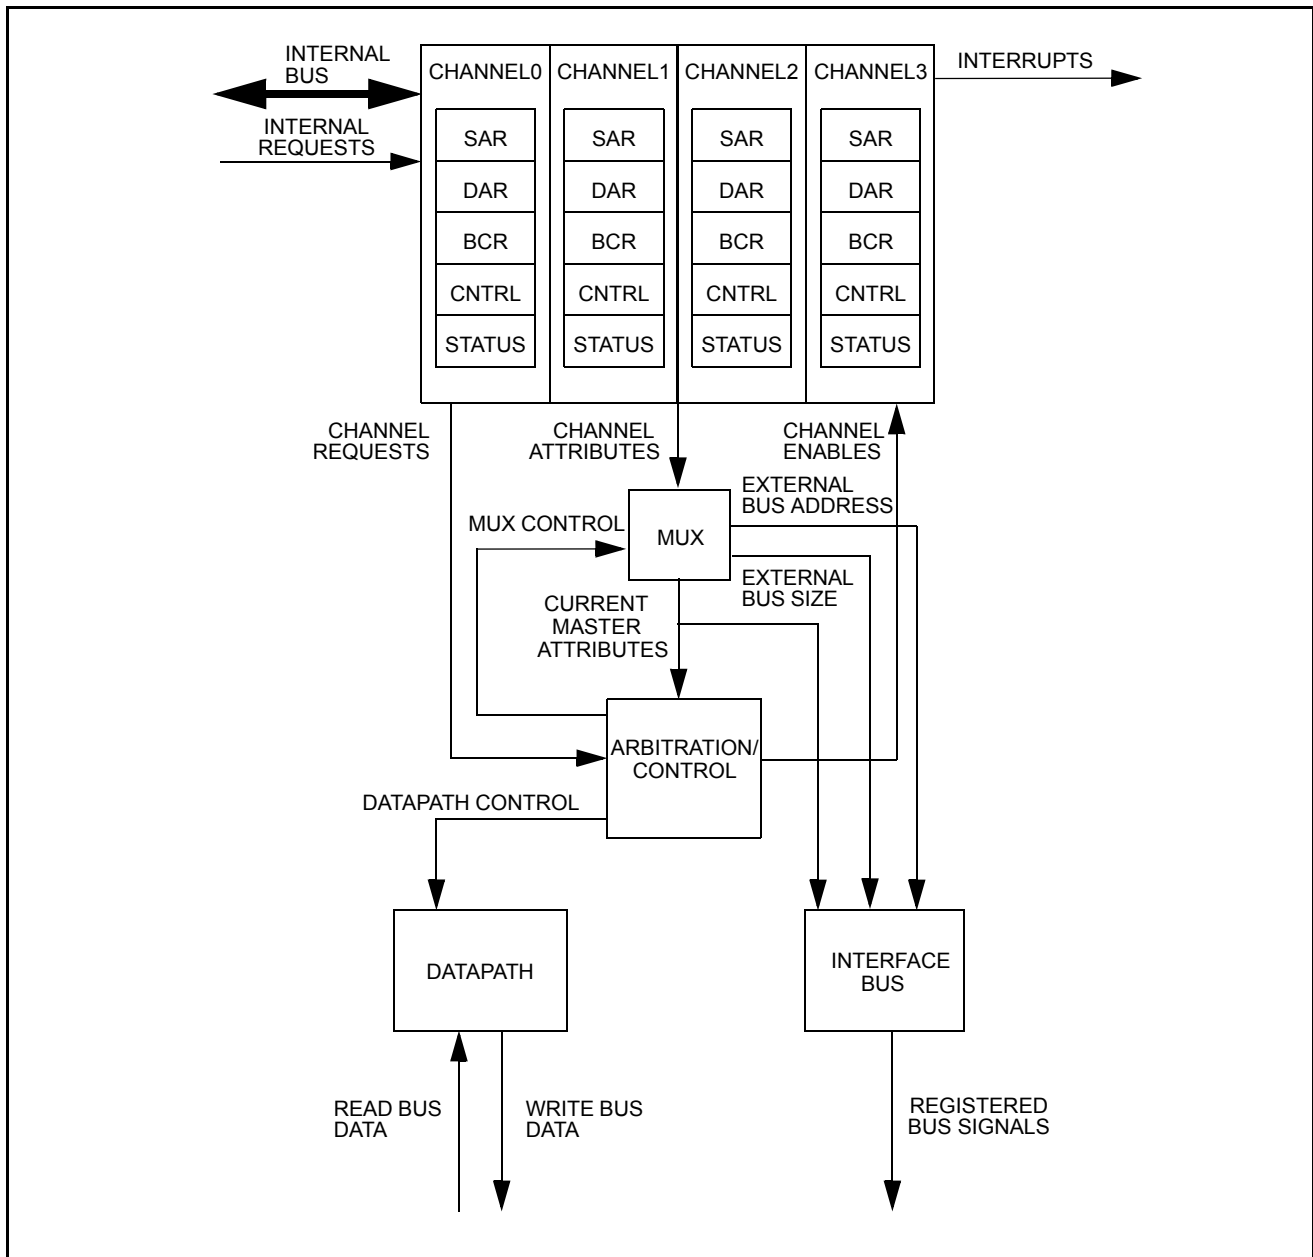 INTERNAL
BUS
CHANNEL0
CHANNEL1
CHANNEL2
CHANNEL3
INTERRUPTS
INTERNAL
REQUESTS
SAR
SAR
SAR
SAR
DAR
DAR
DAR
DAR
BCR
BCR
BCR
BCR
CNTRL
CNTRL
CNTRL
CNTRL
STATUS
STATUS
STATUS
STATUS
CHANNEL
REQUESTS
CHANNEL
ATTRIBUTES
CHANNEL
ENABLES
EXTERNAL
BUS ADDRESS
MUX CONTROL
MUX
EXTERNAL
BUS SIZE
CURRENT
MASTER
ATTRIBUTES
ARBITRATION/
CONTROL
DATAPATH CONTROL
DATAPATH
INTERFACE
BUS
READ BUS
DATA
WRITE BUS
DATA
REGISTERED
BUS SIGNALS